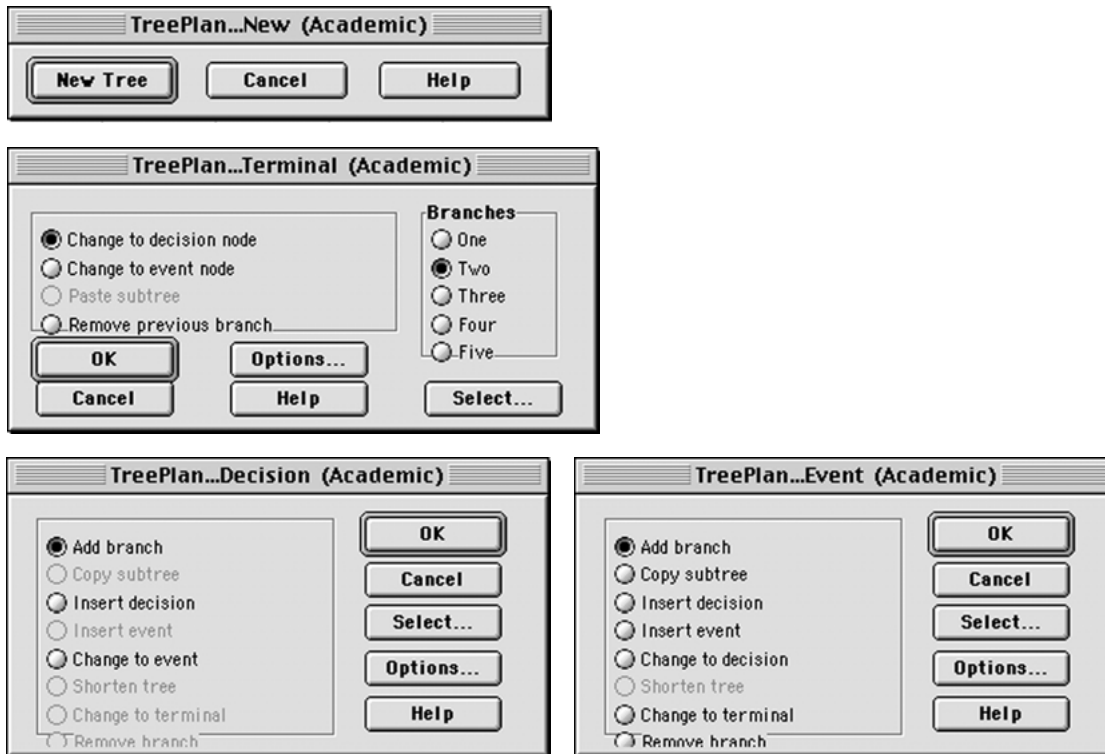 TreePlan...New (Academic)
New Tree Cancel Help
TreePlan...Terminal (Academic)
Change to decision node
Change to event node
Paste subtree
Remove previous branch
Branches
One
Two
Three
Four
Five
OK Options...
Cancel Help Select...
TreePlan...Decision (Academic)
Add branch
Copy subtree
Insert decision
Insert event
Change to event
Shorten tree
Change to terminal
Remove branch
OK
Cancel
Select...
Options...
Help
TreePlan...Event (Academic)
Add branch
Copy subtree
Insert decision
Insert event
Change to decision
Shorten tree
Change to terminal
Remove branch
OK
Cancel
Select...
Options...
Help